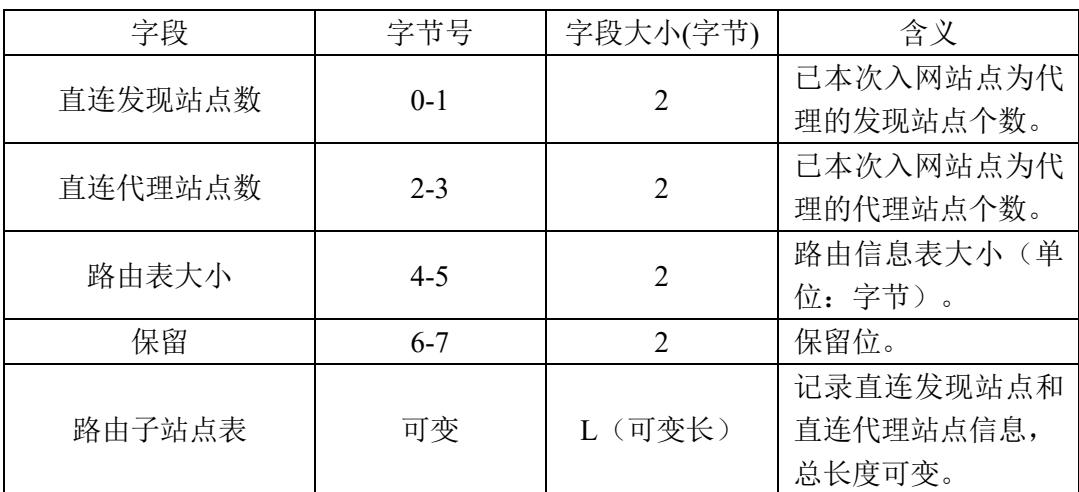 字段 字节号 字段大小(字节) 含义
直连发现站点数 0-1 2 已本次入网站点为代
理的发现站点个数。
直连代理站点数 2-3 2 已本次入网站点为代
理的代理站点个数。
路由表大小 4-5 2 路由信息表大小（单
位：字节）。
保留 6-7 2 保留位。
路由子站点表 可变 L（可变长） 记录直连发现站点和
直连代理站点信息，
总长度可变。